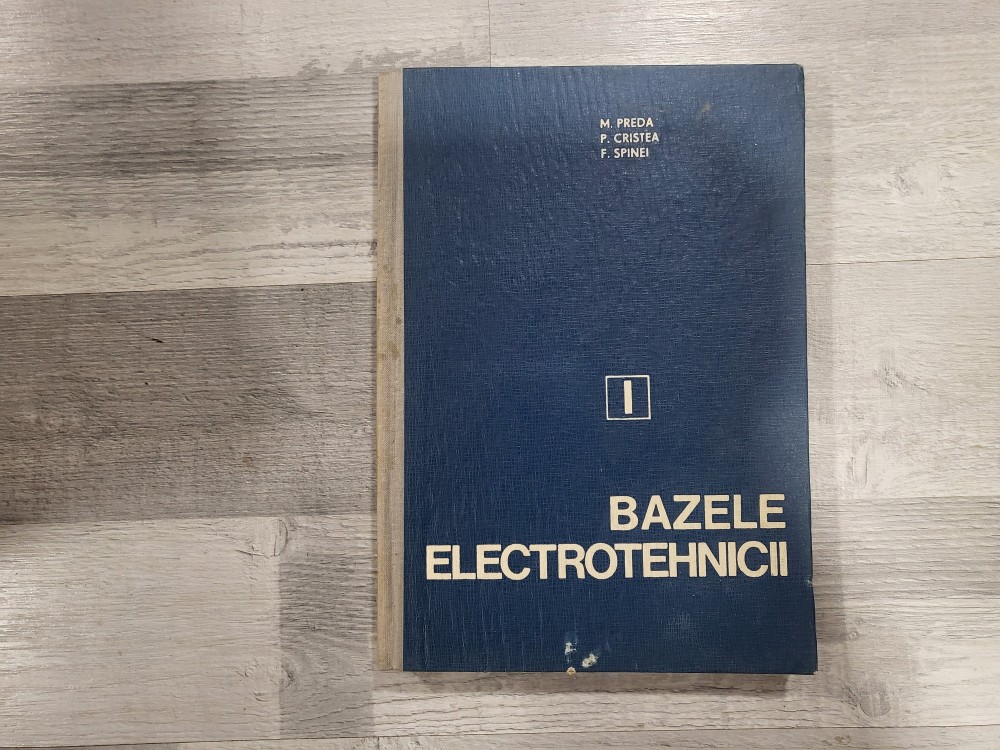 M. PREDA
P. CRISTEA
F. SPINEI
I
BAZELE
ELECTROTEHNICII